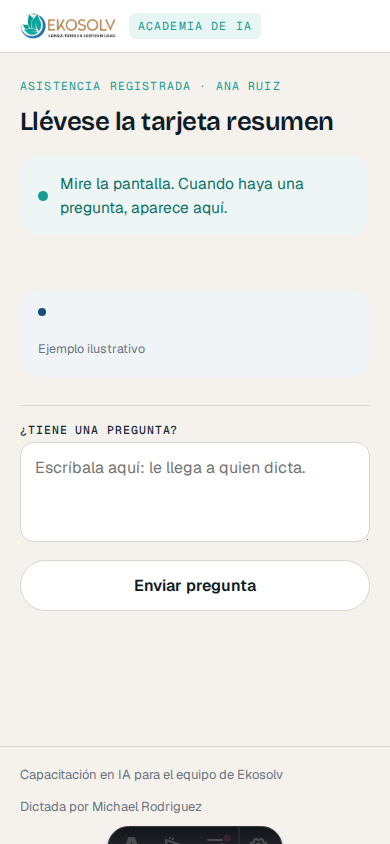 EKOSOLV
ACADEMIA DE IA
ASISTENCIA REGISTRADA · ANA RUIZ
Llévese la tarjeta resumen
Mire la pantalla. Cuando haya una
pregunta, aparece aquí.
Ejemplo ilustrativo
¿TIENE UNA PREGUNTA?
Escríbala aquí: le llega a quien dicta.
Enviar pregunta
Capacitación en IA para el equipo de Ekosolv
Dictada por Michael Rodriguez